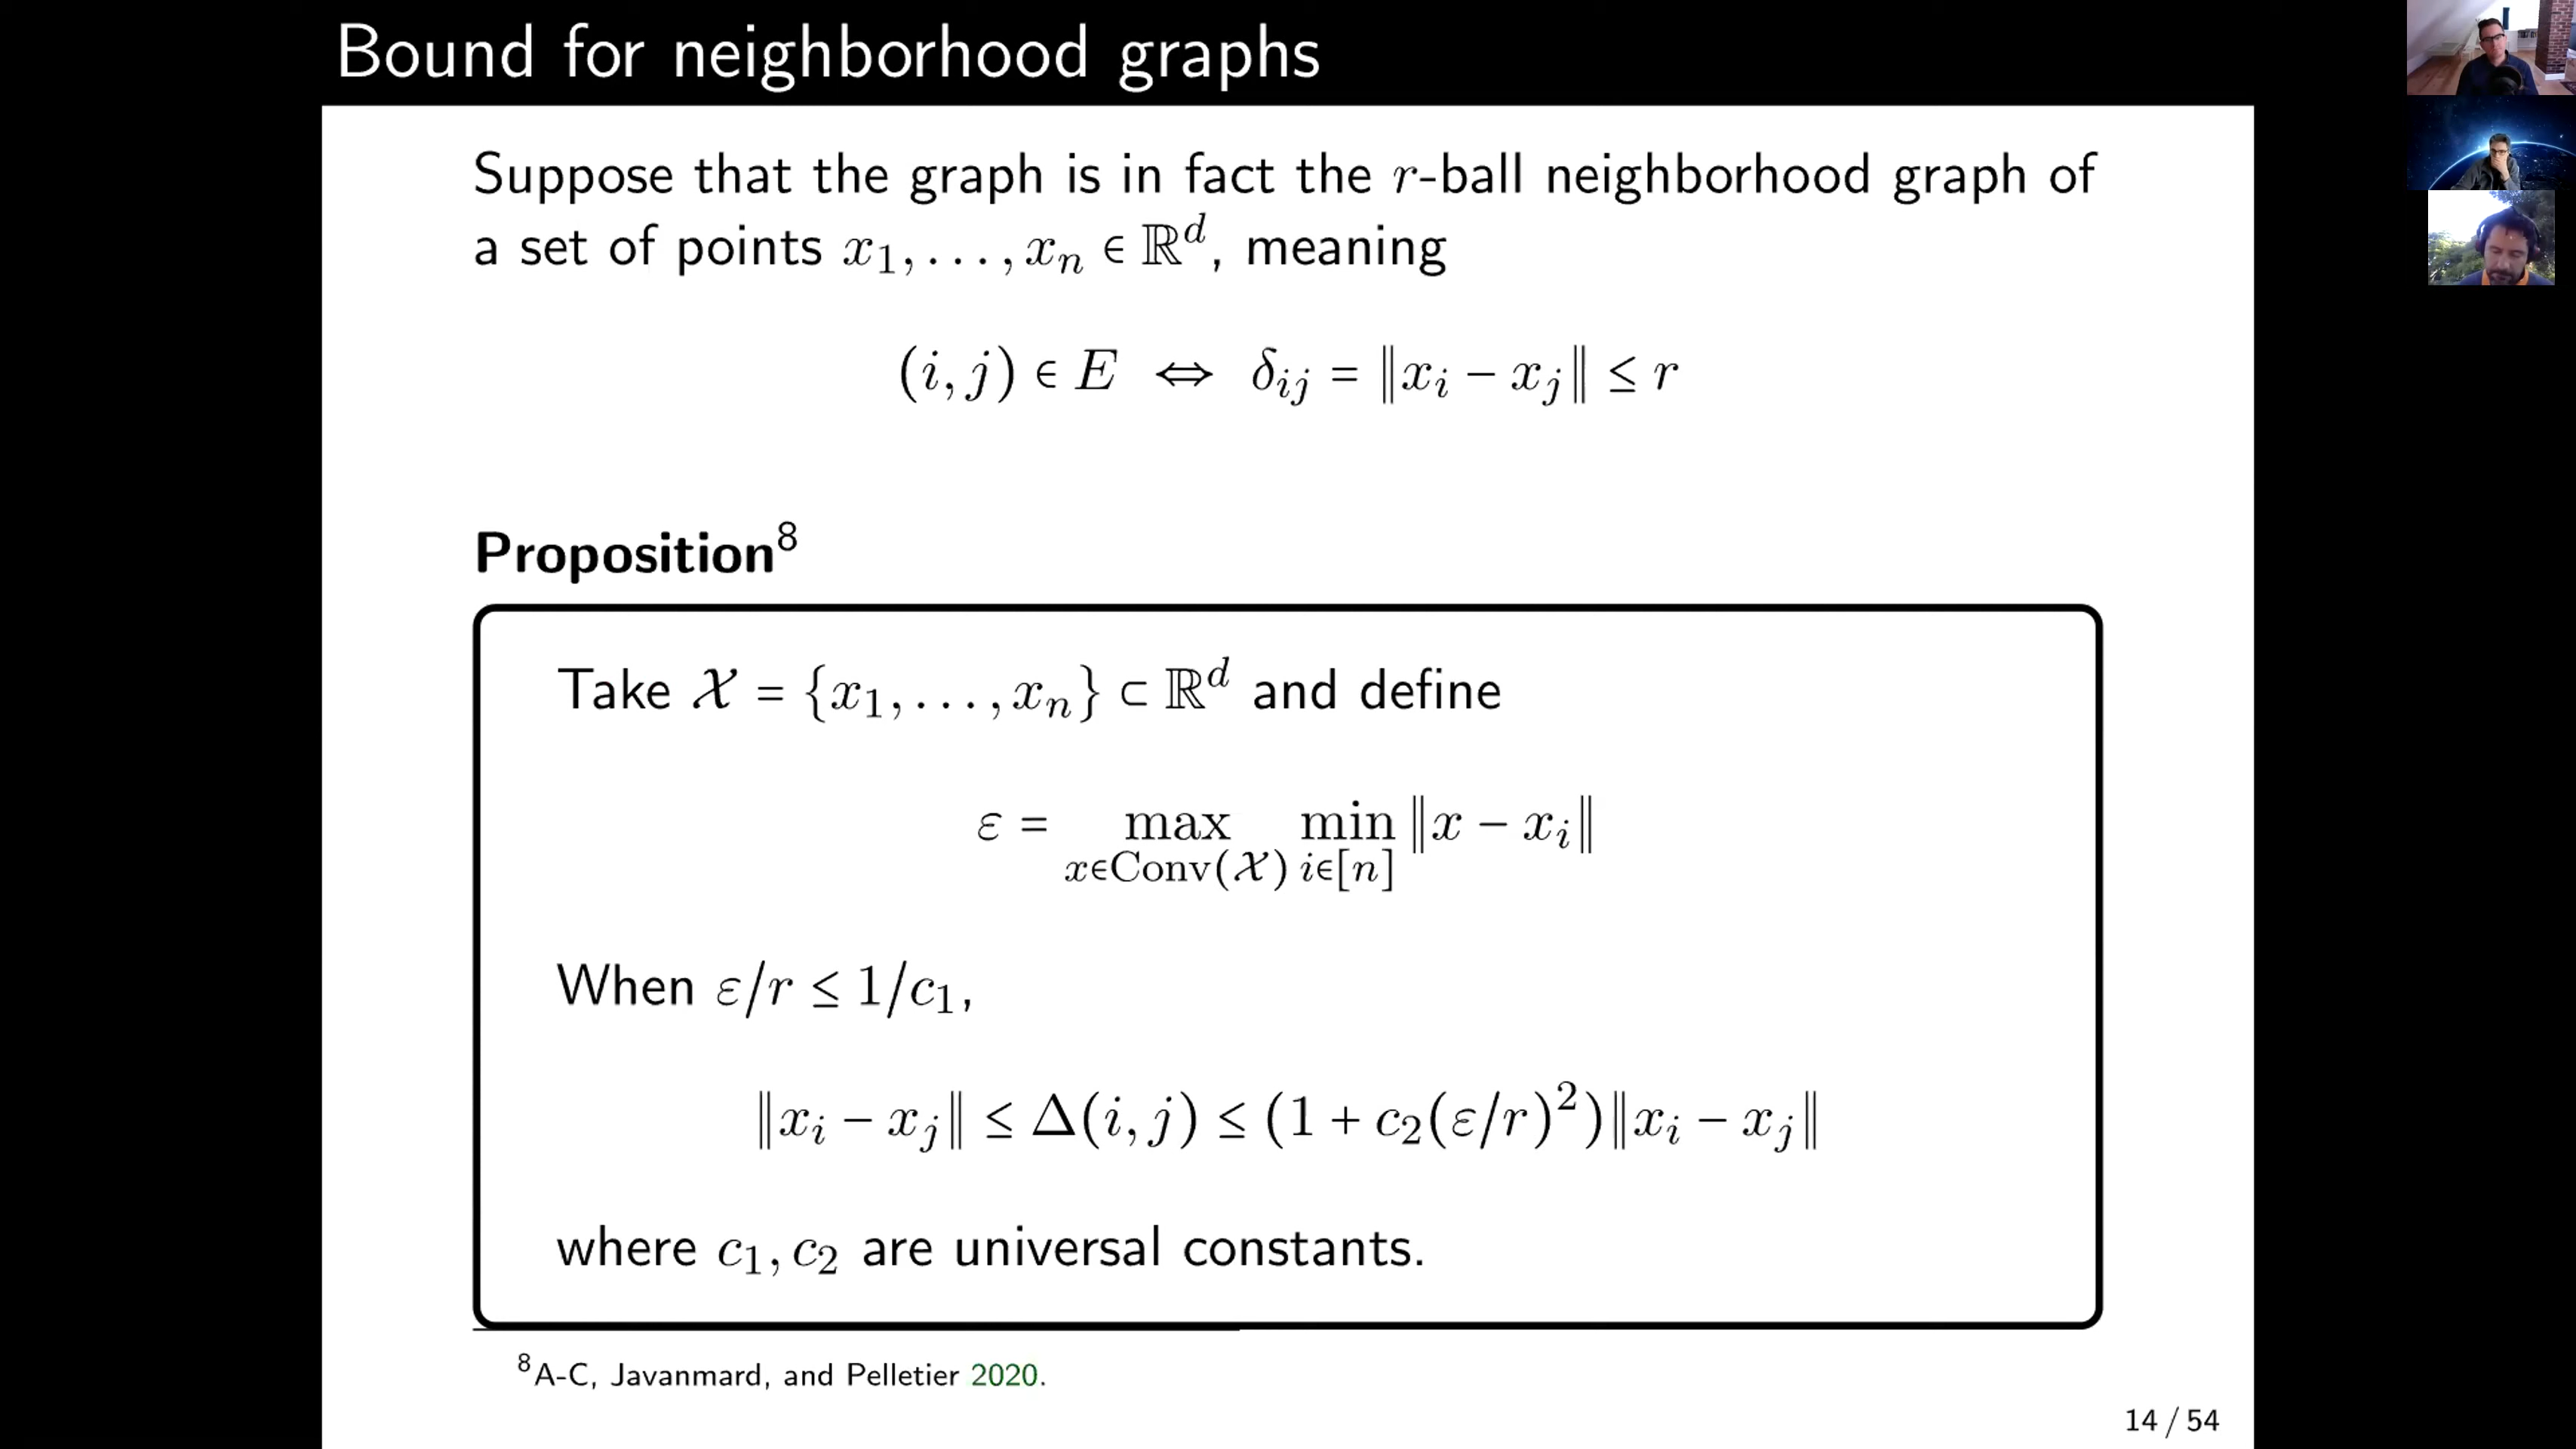 Bound for neighborhood graphs
Suppose that the graph is in fact the r-ball neighborhood graph of
a set of points x₁, . . . , xₙ ∈ ℝᵈ, meaning
(i, j) ∈ E ⇔ δᵢⱼ = ‖xᵢ − xⱼ‖ ≤ r
Proposition⁸
Take 𝒳 = {x₁, . . . , xₙ} ⊂ ℝᵈ and define
ε = max_{x∈Conv(𝒳)} min_{i∈[n]} ‖x − xᵢ‖
When ε/r ≤ 1/c₁,
‖xᵢ − xⱼ‖ ≤ Δ(i, j) ≤ (1 + c₂(ε/r)²)‖xᵢ − xⱼ‖
where c₁, c₂ are universal constants.
⁸A-C, Javanmard, and Pelletier 2020.
14 / 54